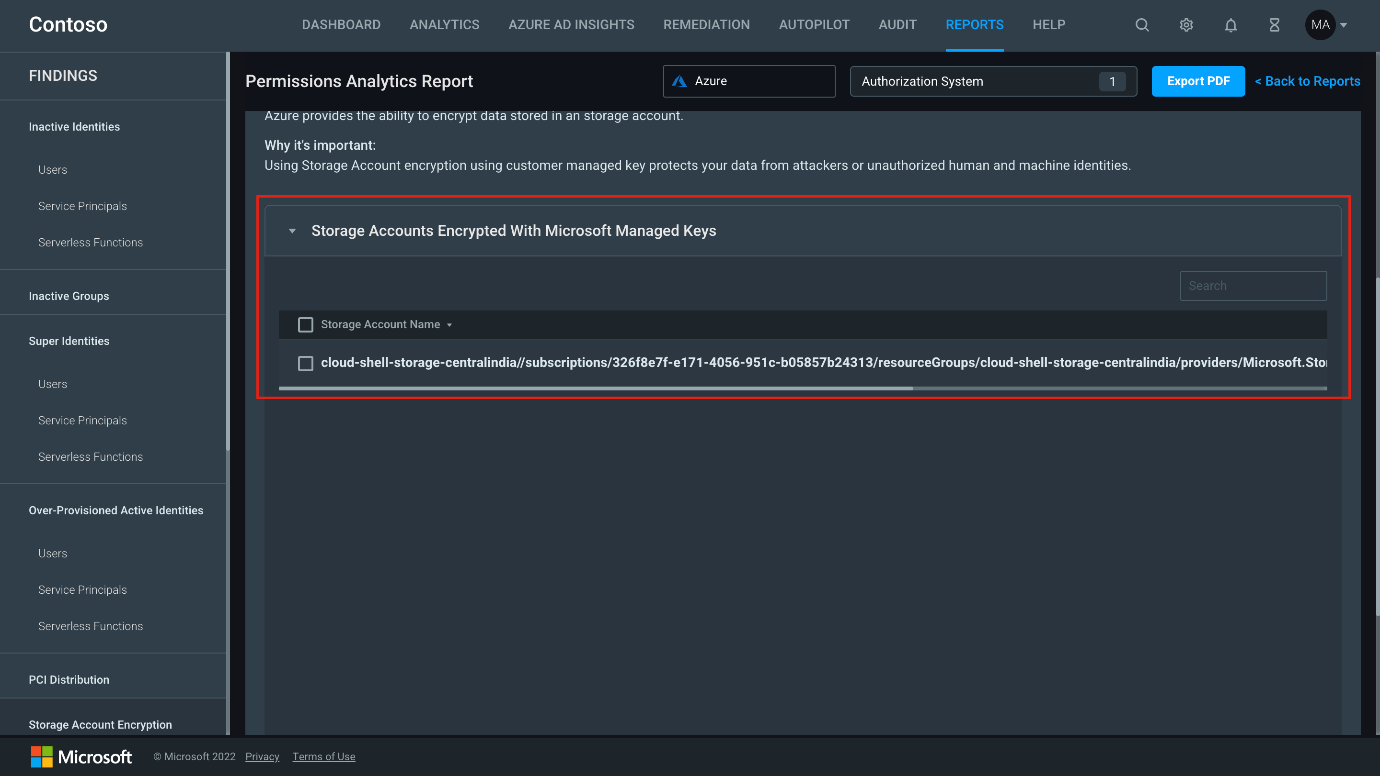 Contoso
DASHBOARD
ANALYTICS
AZURE AD INSIGHTS
REMEDIATION
AUTOPILOT
AUDIT
REPORTS
HELP
MA
FINDINGS
Inactive Identities
Users
Service Principals
Serverless Functions
Inactive Groups
Super Identities
Users
Service Principals
Serverless Functions
Over-Provisioned Active Identities
Users
Service Principals
Serverless Functions
PCI Distribution
Storage Account Encryption
Permissions Analytics Report
Azure
Authorization System
1
Export PDF
< Back to Reports
Azure provides the ability to encrypt data stored in an storage account.
Why it's important:
Using Storage Account encryption using customer managed key protects your data from attackers or unauthorized human and machine identities.
Storage Accounts Encrypted With Microsoft Managed Keys
Search
Storage Account Name
cloud-shell-storage-centralindia//subscriptions/326f8e7f-e171-4056-951c-b05857b24313/resourceGroups/cloud-shell-storage-centralindia/providers/Microsoft.Sto
Microsoft
© Microsoft 2022
Privacy
Terms of Use